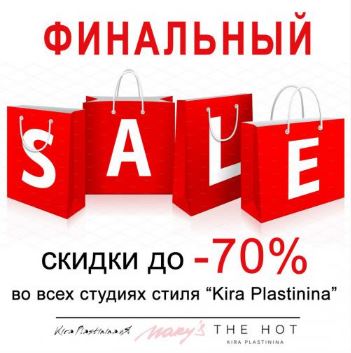 ФИНАЛЬНЫЙ
SALE
скидки до -70%
во всех студиях стиля “Kira Plastinina”
Kira Plastinina Mary's THE HOT
KIRA PLASTININA